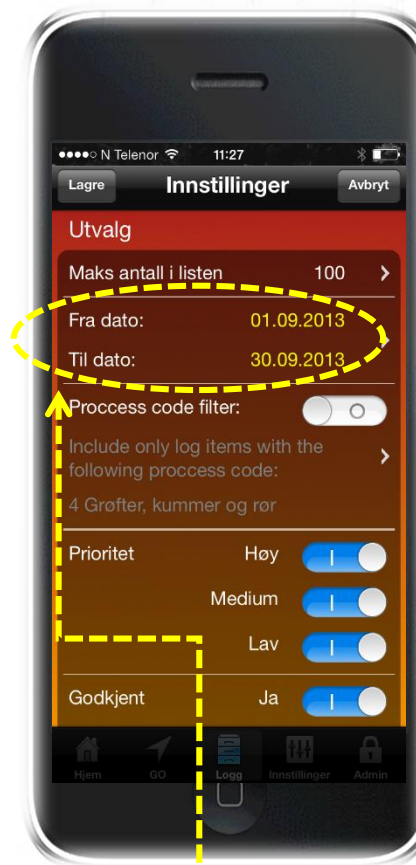 N Telenor 11:27
Lagre Innstillinger Avbryt
Utvalg
Maks antall i listen 100
Fra dato: 01.09.2013
Til dato: 30.09.2013
Proccess code filter:
Include only log items with the
following proccess code:
4 Grøfter, kummer og rør
Prioritet Høy
Medium
Lav
Godkjent Ja
Hjem GO Logg Innstillinger Admin